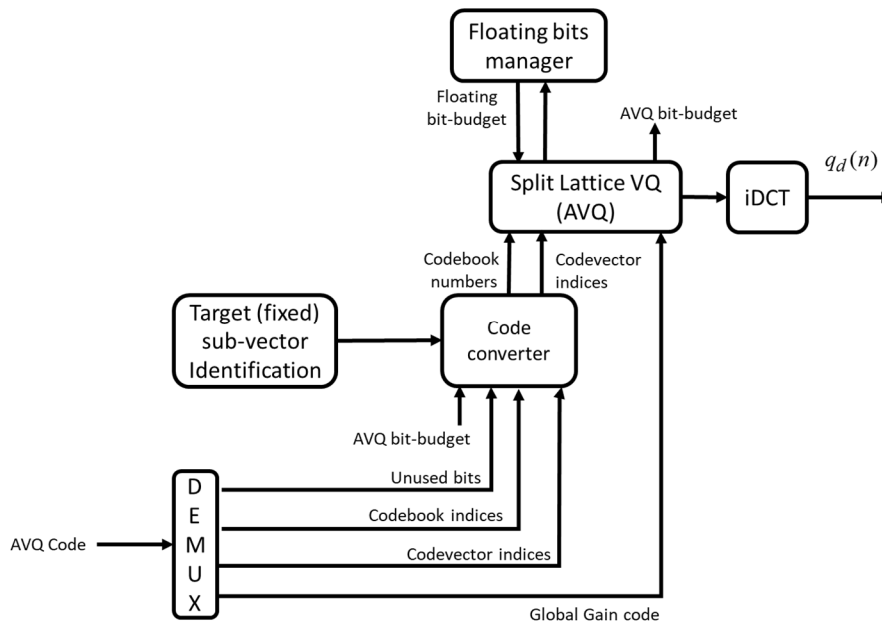 Floating bits
manager
Floating
bit-budget
AVQ bit-budget
q_d(n)
Split Lattice VQ
(AVQ)
iDCT
Codebook
numbers
Codevector
indices
Target (fixed)
sub-vector
Identification
Code
converter
AVQ bit-budget
Unused bits
Codebook indices
Codevector indices
Global Gain code
AVQ Code
D
E
M
U
X